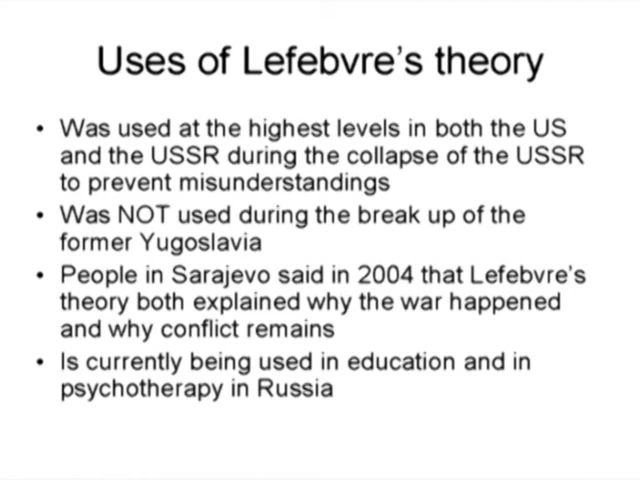 Uses of Lefebvre's theory
• Was used at the highest levels in both the US
and the USSR during the collapse of the USSR
to prevent misunderstandings
• Was NOT used during the break up of the
former Yugoslavia
• People in Sarajevo said in 2004 that Lefebvre's
theory both explained why the war happened
and why conflict remains
• Is currently being used in education and in
psychotherapy in Russia